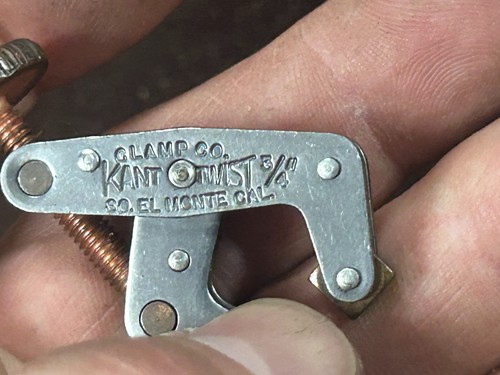 CLAMP CO.
KANT TWIST 3/4"
SO. EL MONTE CAL.